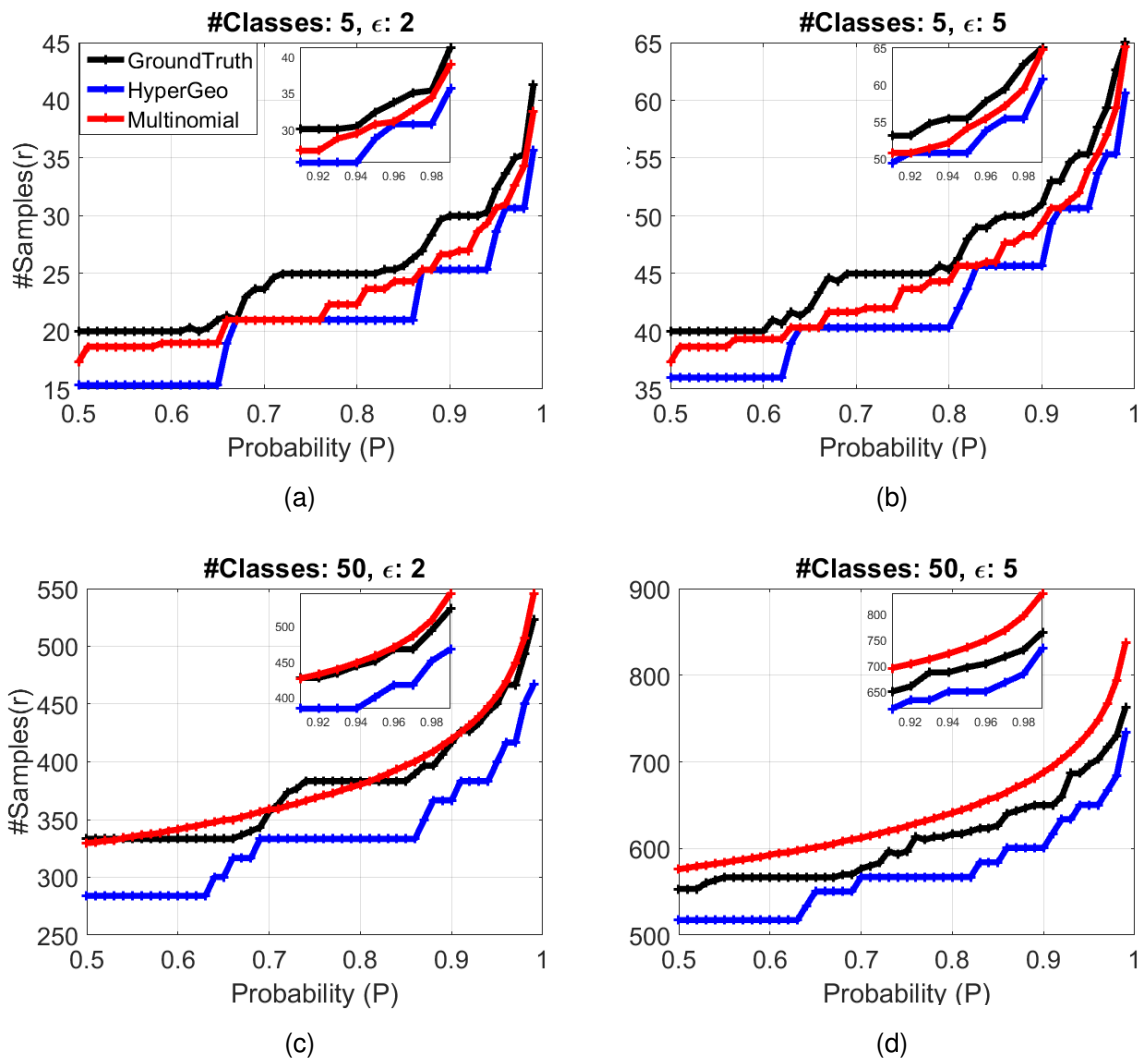 #Classes: 5, ϵ: 2
45
40
35
30
25
20
15
#Samples(r)
GroundTruth
HyperGeo
Multinomial
40
35
30
0.92 0.94 0.96 0.98
0.5 0.6 0.7 0.8 0.9 1
Probability (P)
(a)
#Classes: 5, ϵ: 5
65
60
55
50
45
40
35
65
60
55
50
0.92 0.94 0.96 0.98
0.5 0.6 0.7 0.8 0.9 1
Probability (P)
(b)
#Classes: 50, ϵ: 2
550
500
450
400
350
300
250
#Samples(r)
500
450
400
0.92 0.94 0.96 0.98
0.5 0.6 0.7 0.8 0.9 1
Probability (P)
(c)
#Classes: 50, ϵ: 5
900
800
700
600
500
800
750
700
650
0.92 0.94 0.96 0.98
0.5 0.6 0.7 0.8 0.9 1
Probability (P)
(d)